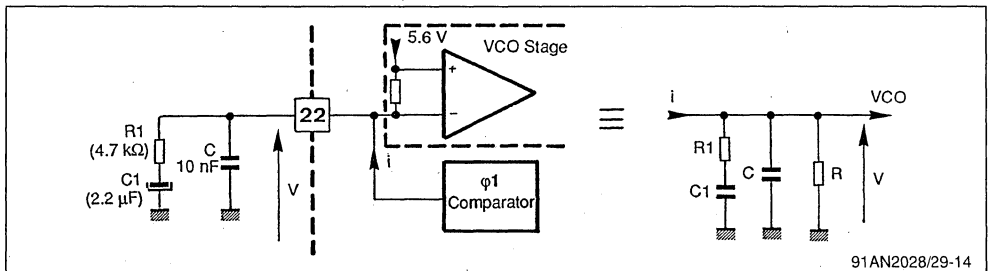 5.6 V
VCO Stage
+
−
22
R1
(4.7 kΩ)
C
10 nF
C1
(2.2 μF)
V
i
φ1
Comparator
≡
i
VCO
R1
C1
C
R
V
91AN2028/29-14